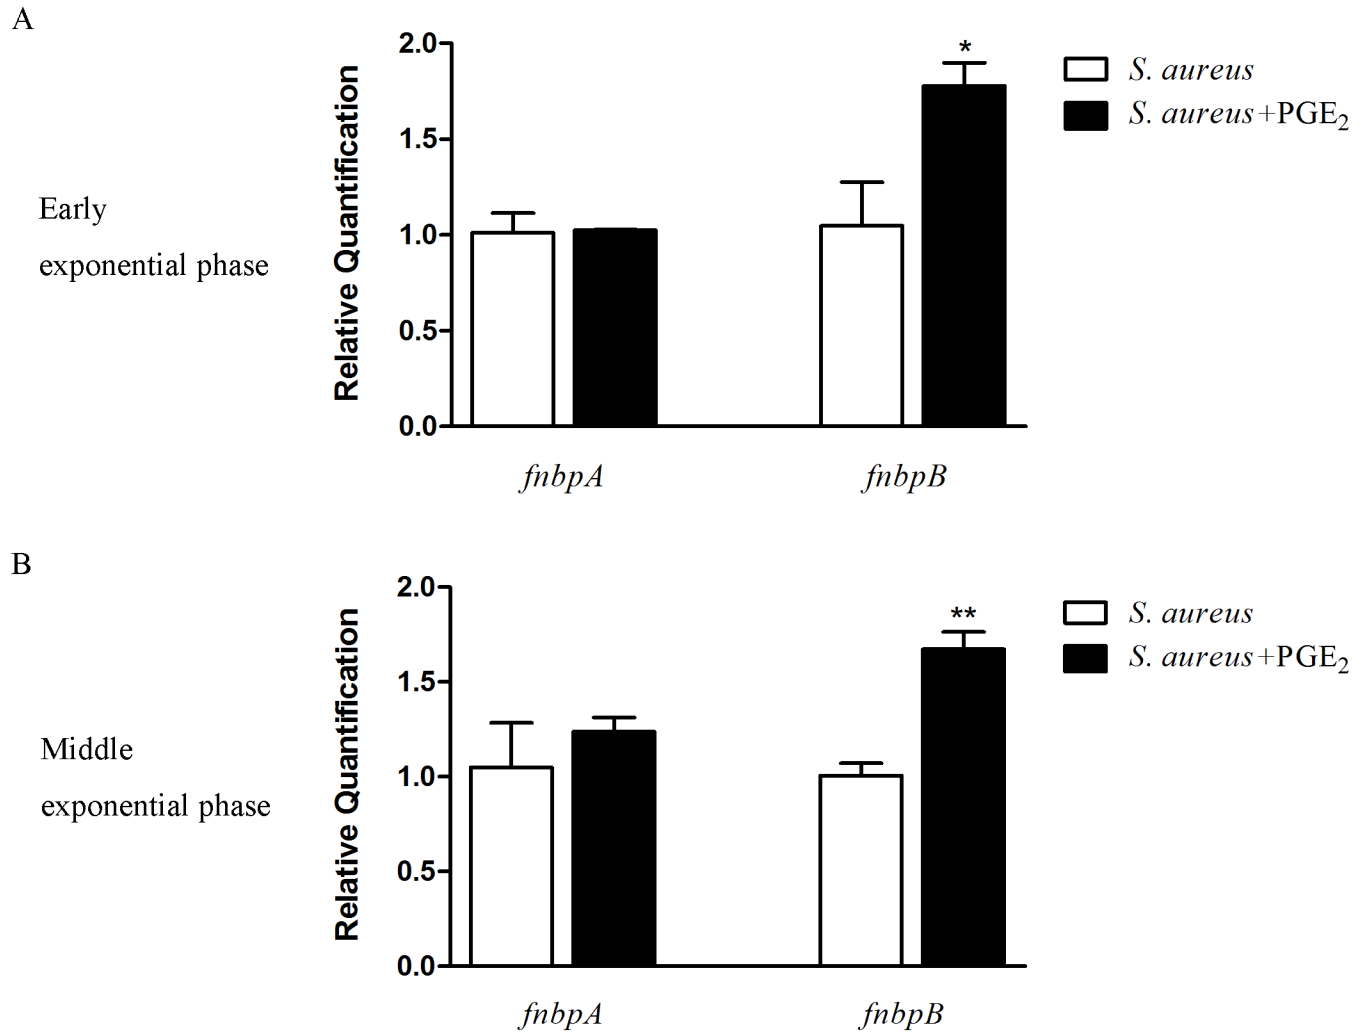 A
2.0
1.5
1.0
0.5
0.0
Relative Quantification
*
S. aureus
S. aureus+PGE₂
Early
exponential phase
fnbpA
fnbpB
B
2.0
1.5
1.0
0.5
0.0
Relative Quantification
**
S. aureus
S. aureus+PGE₂
Middle
exponential phase
fnbpA
fnbpB